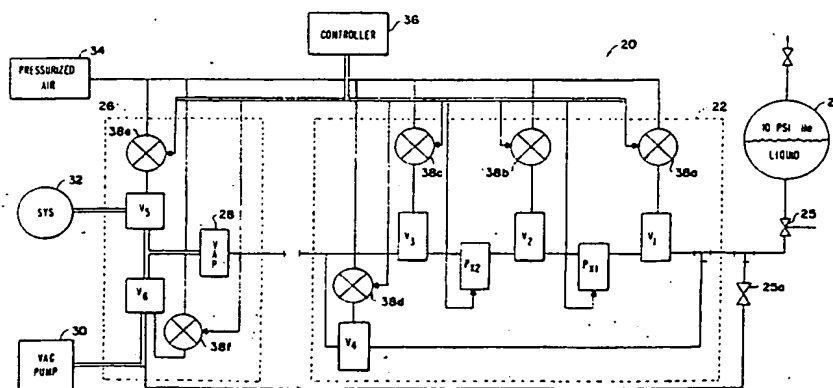 36
CONTROLLER
20
34
PRESSURIZED
AIR
26
38e
22
38c
38b
38a
10 PSI He
LIQUID
32
SYS
V5
28
VAP
V3
V2
V1
25
PX2
PX1
38d
25a
V6
38f
V4
30
VAC
PUMP